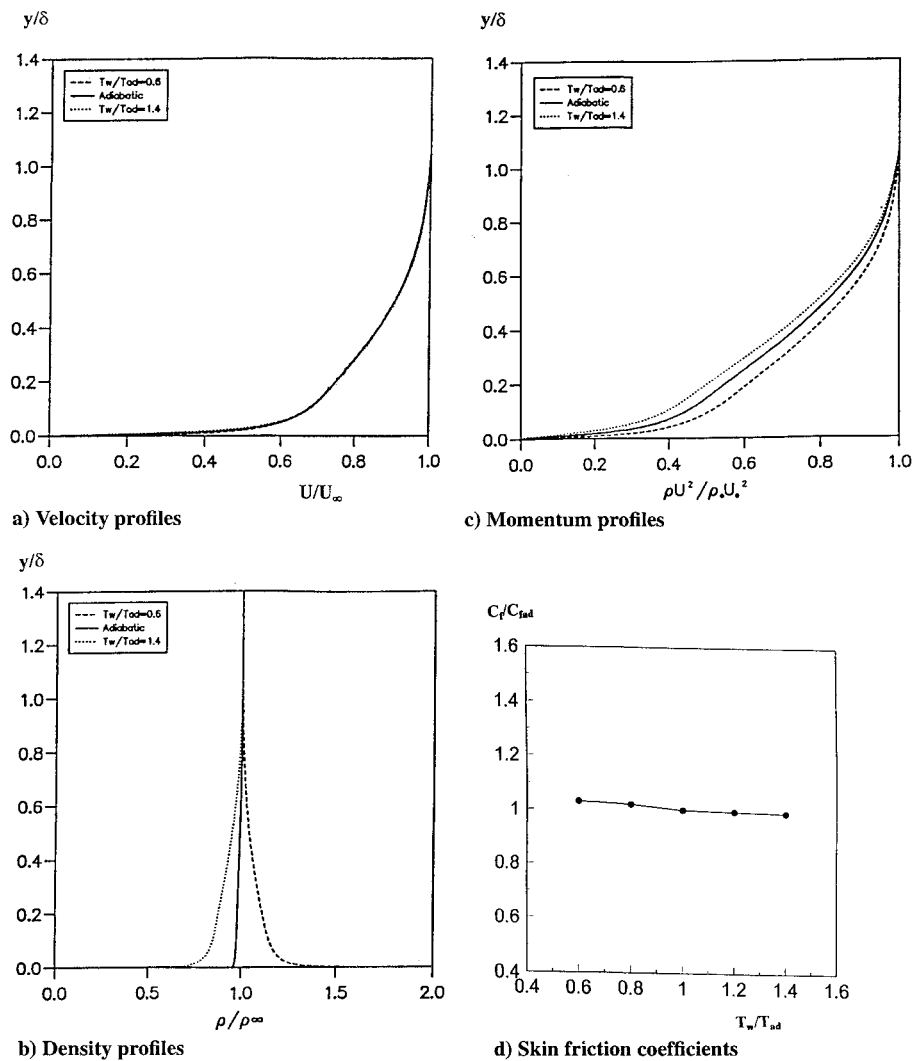 y/δ
1.4
1.2
1.0
0.8
0.6
0.4
0.2
0.0
Tw/Tad=0.6
Adiabatic
Tw/Tad=1.4
0.0 0.2 0.4 0.6 0.8 1.0
U/U∞
a) Velocity profiles
y/δ
1.4
1.2
1.0
0.8
0.6
0.4
0.2
0.0
Tw/Tad=0.6
Adiabatic
Tw/Tad=1.4
0.0 0.2 0.4 0.6 0.8 1.0
ρU²/ρₑUₑ²
c) Momentum profiles
y/δ
1.4
1.2
1.0
0.8
0.6
0.4
0.2
0.0
Tw/Tad=0.6
Adiabatic
Tw/Tad=1.4
0.0 0.5 1.0 1.5 2.0
ρ/ρ∞
b) Density profiles
Cf/Cfad
1.6
1.4
1.2
1
0.8
0.6
0.4
0.4 0.6 0.8 1 1.2 1.4 1.6
Tw/Tad
d) Skin friction coefficients